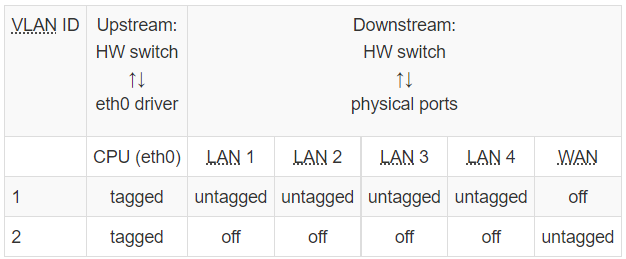 VLAN ID Upstream: Downstream:
HW switch HW switch
↑↓ ↑↓
eth0 driver physical ports
CPU (eth0) LAN 1 LAN 2 LAN 3 LAN 4 WAN
1 tagged untagged untagged untagged untagged off
2 tagged off off off off untagged